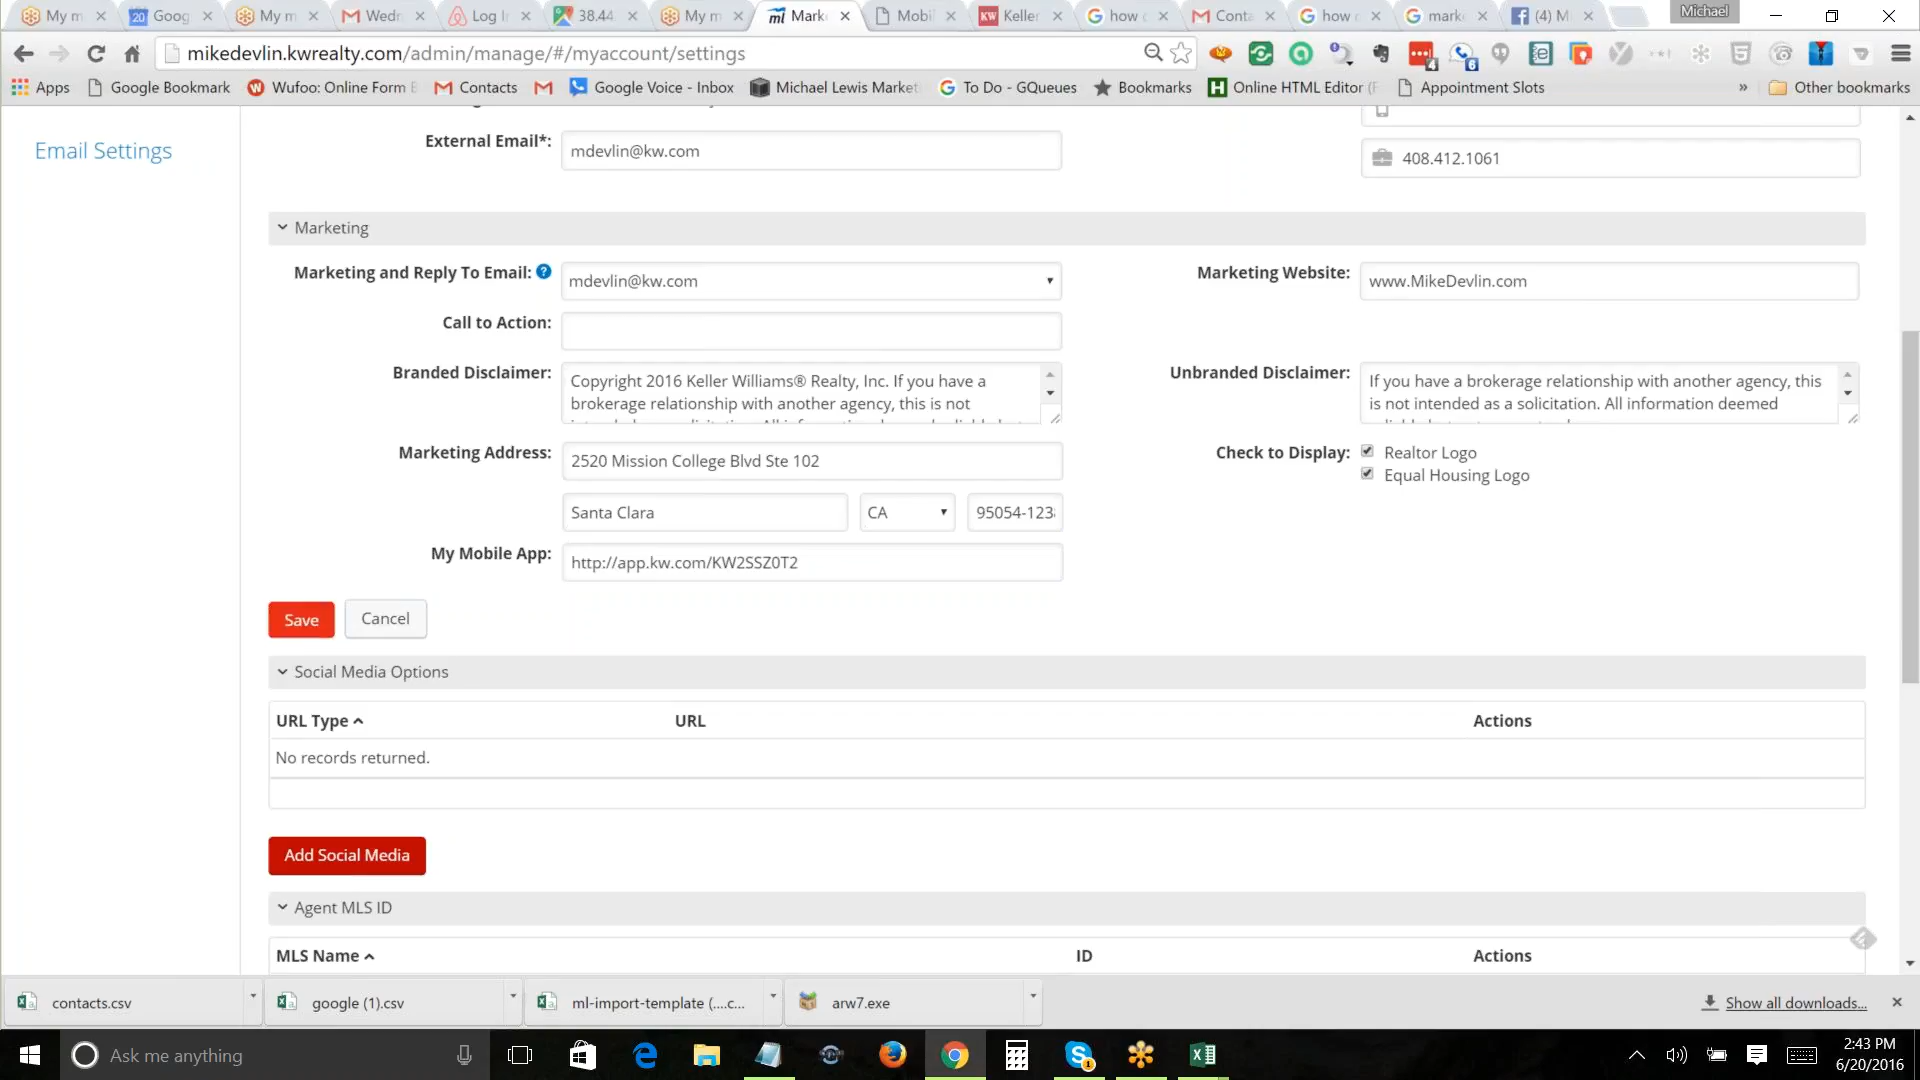 My m
20 Goog
My m
Wedn
Log I
38.44
My m
Mark
Mobil
KW Keller
how
Conta
how
mark
(4) M
Michael
mikedevlin.kwrealty.com/admin/manage/#/myaccount/settings
4
6
Apps
Google Bookmark
Wufoo: Online Form B
Contacts
Google Voice - Inbox
Michael Lewis Market
To Do - GQueues
Bookmarks
Online HTML Editor (F
Appointment Slots
»
Other bookmarks
Email Settings
External Email*:
mdevlin@kw.com
408.412.1061
Marketing
Marketing and Reply To Email: ?
mdevlin@kw.com
Marketing Website:
www.MikeDevlin.com
Call to Action:
Branded Disclaimer:
Copyright 2016 Keller Williams® Realty, Inc. If you have a
brokerage relationship with another agency, this is not
Unbranded Disclaimer:
If you have a brokerage relationship with another agency, this
is not intended as a solicitation. All information deemed
Marketing Address:
2520 Mission College Blvd Ste 102
Check to Display:
Realtor Logo
Equal Housing Logo
Santa Clara
CA
95054-123
My Mobile App:
http://app.kw.com/KW2SSZ0T2
Save
Cancel
Social Media Options
URL Type
URL
Actions
No records returned.
Add Social Media
Agent MLS ID
MLS Name
ID
Actions
contacts.csv
google (1).csv
ml-import-template (....c...
arw7.exe
Show all downloads...
Ask me anything
2:43 PM
6/20/2016